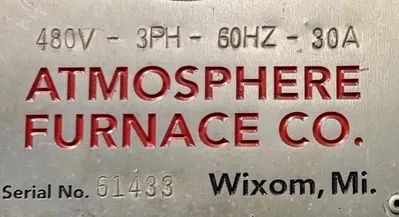 480V - 3PH - 60HZ - 30A
ATMOSPHERE
FURNACE CO.
Serial No. 61433 Wixom, Mi.